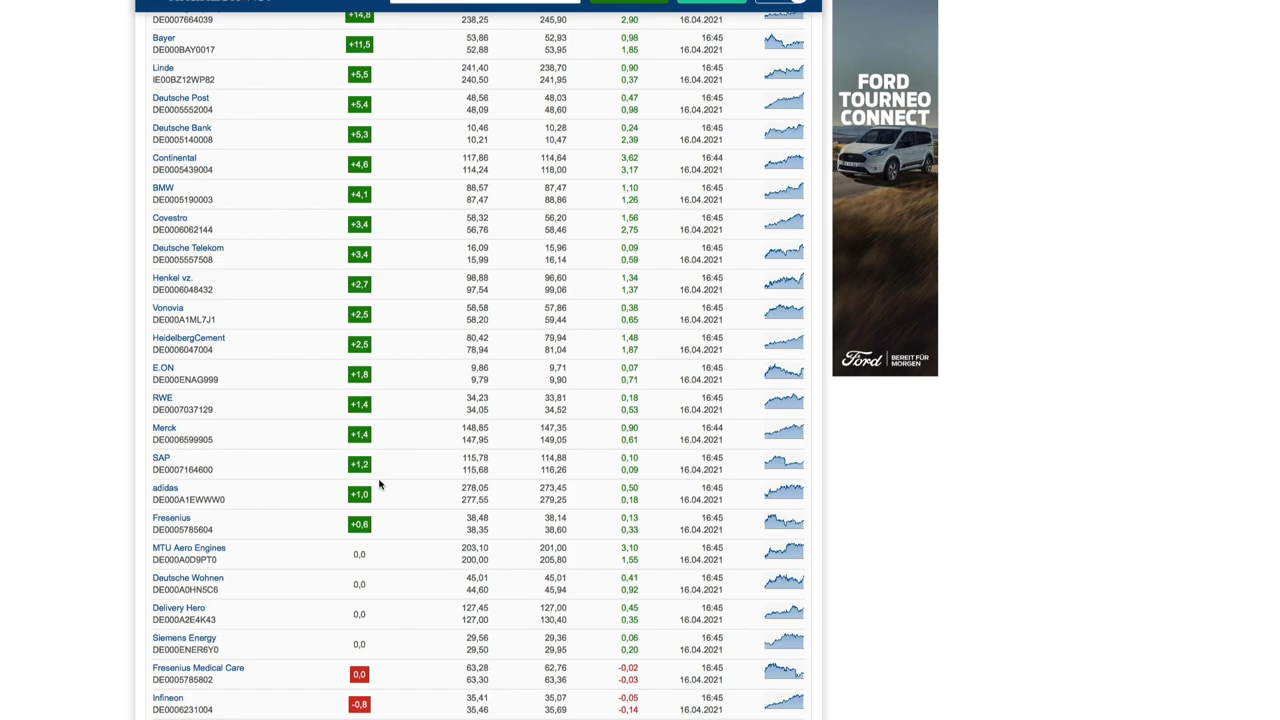 +14,8
DE0007664039 238,25 245,90 2,90 16.04.2021
Bayer 53,86 52,93 0,98 16:45
DE000BAY0017 +11,5 52,88 53,95 1,85 16.04.2021
Linde 241,40 238,70 0,90 16:45
IE00BZ12WP82 +5,5 240,50 241,95 0,37 16.04.2021
Deutsche Post 48,56 48,03 0,47 16:45
DE0005552004 +5,4 48,09 48,60 0,98 16.04.2021
Deutsche Bank 10,46 10,28 0,24 16:45
DE0005140008 +5,3 10,21 10,47 2,39 16.04.2021
Continental 117,86 114,64 3,62 16:44
DE0005439004 +4,6 114,24 118,00 3,17 16.04.2021
BMW 88,57 87,47 1,10 16:45
DE0005190003 +4,1 87,47 88,86 1,26 16.04.2021
Covestro 58,32 56,20 1,56 16:45
DE0006062144 +3,4 56,76 58,46 2,75 16.04.2021
Deutsche Telekom 16,09 15,96 0,09 16:45
DE0005557508 +3,4 15,99 16,14 0,59 16.04.2021
Henkel vz. 98,88 96,60 1,34 16:45
DE0006048432 +2,7 97,54 99,06 1,37 16.04.2021
Vonovia 58,58 57,86 0,38 16:45
DE000A1ML7J1 +2,5 58,20 59,44 0,65 16.04.2021
HeidelbergCement 80,42 79,94 1,48 16:45
DE0006047004 +2,5 78,94 81,04 1,87 16.04.2021
E.ON 9,86 9,71 0,07 16:45
DE000ENAG999 +1,8 9,79 9,90 0,71 16.04.2021
RWE 34,23 33,81 0,18 16:45
DE0007037129 +1,4 34,05 34,52 0,53 16.04.2021
Merck 148,85 147,35 0,90 16:44
DE0006599905 +1,4 147,95 149,05 0,61 16.04.2021
SAP 115,78 114,88 0,10 16:45
DE0007164600 +1,2 115,68 116,26 0,09 16.04.2021
adidas 278,05 273,45 0,50 16:45
DE000A1EWWW0 +1,0 277,55 279,25 0,18 16.04.2021
Fresenius 38,48 38,14 0,13 16:45
DE0005785604 +0,6 38,35 38,60 0,33 16.04.2021
MTU Aero Engines 203,10 201,00 3,10 16:45
DE000A0D9PT0 0,0 200,00 205,80 1,55 16.04.2021
Deutsche Wohnen 45,01 45,01 0,41 16:45
DE000A0HN5C6 0,0 44,60 45,94 0,92 16.04.2021
Delivery Hero 127,45 127,00 0,45 16:45
DE000A2E4K43 0,0 127,00 130,40 0,35 16.04.2021
Siemens Energy 29,56 29,36 0,06 16:45
DE000ENER6Y0 0,0 29,50 29,95 0,20 16.04.2021
Fresenius Medical Care 63,28 62,76 -0,02 16:45
DE0005785802 0,0 63,30 63,36 -0,03 16.04.2021
Infineon 35,41 35,07 -0,05 16:45
DE0006231004 -0,8 35,46 35,69 -0,14 16.04.2021
FORD
TOURNEO
CONNECT
Ford BEREIT FÜR
MORGEN